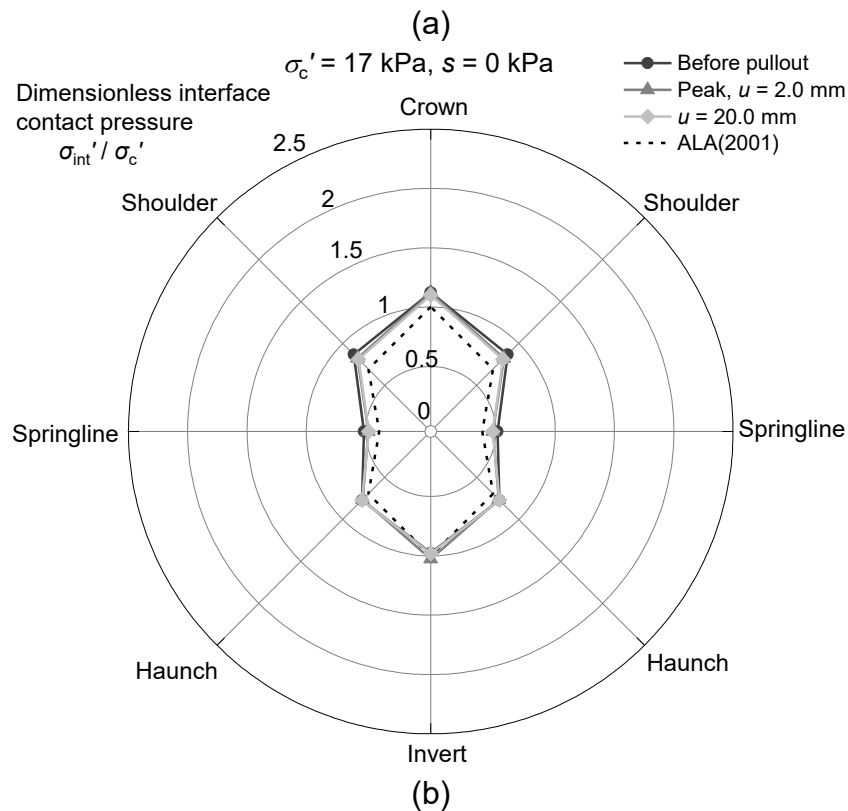 (a)
σc′ = 17 kPa, s = 0 kPa
Before pullout
Peak, u = 2.0 mm
u = 20.0 mm
ALA(2001)
Dimensionless interface
contact pressure
σint′ / σc′
Crown
2.5
2
1.5
1
0.5
0
Shoulder
Shoulder
Springline
Springline
Haunch
Haunch
Invert
(b)